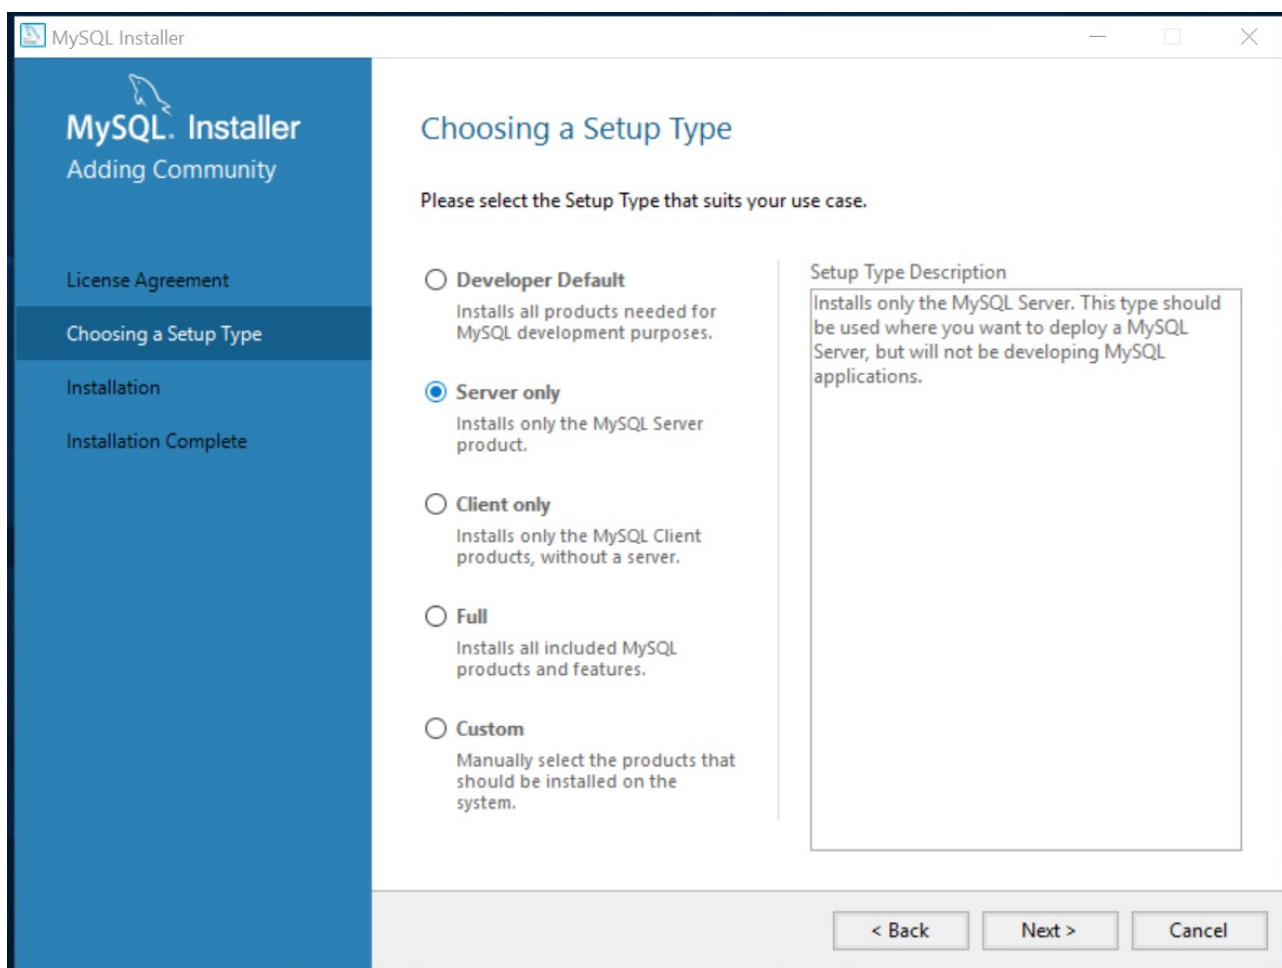 MySQL Installer
MySQL. Installer
Adding Community
License Agreement
Choosing a Setup Type
Installation
Installation Complete
Choosing a Setup Type
Please select the Setup Type that suits your use case.
Developer Default
Installs all products needed for
MySQL development purposes.
Server only
Installs only the MySQL Server
product.
Client only
Installs only the MySQL Client
products, without a server.
Full
Installs all included MySQL
products and features.
Custom
Manually select the products that
should be installed on the
system.
Setup Type Description
Installs only the MySQL Server. This type should
be used where you want to deploy a MySQL
Server, but will not be developing MySQL
applications.
< Back
Next >
Cancel